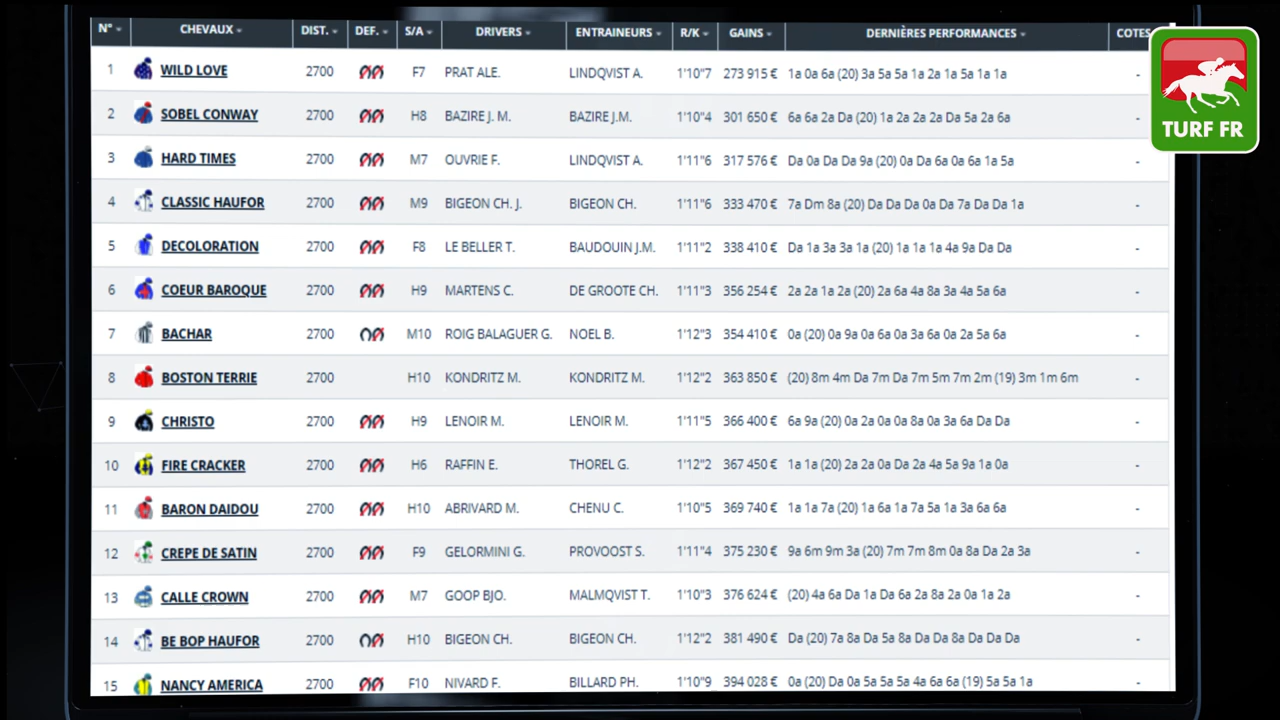 N° CHEVAUX DIST. DEF. S/A DRIVERS ENTRAINEURS R/K GAINS DERNIÈRES PERFORMANCES COTES
1 WILD LOVE 2700 F7 PRAT ALE. LINDQVIST A. 1'10"7 273 915 € 1a 0a 6a (20) 3a 5a 5a 1a 2a 1a 5a 1a 1a -
2 SOBEL CONWAY 2700 H8 BAZIRE J. M. BAZIRE J.M. 1'10"4 301 650 € 6a 6a 2a Da (20) 1a 2a 2a 2a Da 5a 2a 6a -
3 HARD TIMES 2700 M7 OUVRIE F. LINDQVIST A. 1'11"6 317 576 € Da 0a Da Da 9a (20) 0a Da 6a 0a 6a 1a 5a -
4 CLASSIC HAUFOR 2700 M9 BIGEON CH. J. BIGEON CH. 1'11"6 333 470 € 7a Dm 8a (20) Da Da Da 0a Da 7a Da Da 1a -
5 DECOLORATION 2700 F8 LE BELLER T. BAUDOUIN J.M. 1'11"2 338 410 € Da 1a 3a 3a 1a (20) 1a 1a 1a 4a 9a Da Da -
6 COEUR BAROQUE 2700 H9 MARTENS C. DE GROOTE CH. 1'11"3 356 254 € 2a 2a 1a 2a (20) 2a 6a 4a 8a 3a 4a 5a 6a -
7 BACHAR 2700 M10 ROIG BALAGUER G. NOEL B. 1'12"3 354 410 € 0a (20) 0a 9a 0a 6a 0a 3a 6a 0a 2a 5a 6a -
8 BOSTON TERRIE 2700 H10 KONDRITZ M. KONDRITZ M. 1'12"2 363 850 € (20) 8m 4m Da 7m Da 7m 5m 7m 2m (19) 3m 1m 6m -
9 CHRISTO 2700 H9 LENOIR M. LENOIR M. 1'11"5 366 400 € 6a 9a (20) 0a 2a 0a 0a 8a 0a 3a 6a Da Da -
10 FIRE CRACKER 2700 H6 RAFFIN E. THOREL G. 1'12"2 367 450 € 1a 1a (20) 2a 2a 0a Da 2a 4a 5a 9a 1a 0a -
11 BARON DAIDOU 2700 H10 ABRIVARD M. CHENU C. 1'10"5 369 740 € 1a 1a 7a (20) 1a 6a 1a 7a 5a 1a 3a 6a 6a -
12 CREPE DE SATIN 2700 F9 GELORMINI G. PROVOOST S. 1'11"4 375 230 € 9a 6m 9m 3a (20) 7m 7m 8m 0a 8a Da 2a 3a -
13 CALLE CROWN 2700 M7 GOOP BJO. MALMQVIST T. 1'10"3 376 624 € (20) 4a 6a Da 1a Da 6a 2a 8a 2a 0a 1a 2a -
14 BE BOP HAUFOR 2700 H10 BIGEON CH. BIGEON CH. 1'12"2 381 490 € Da (20) 7a 8a Da 5a 8a Da Da 8a Da Da Da -
15 NANCY AMERICA 2700 F10 NIVARD F. BILLARD PH. 1'10"9 394 028 € 0a (20) Da 0a 5a 5a 5a 4a 6a 6a (19) 5a 5a 1a -
TURF FR